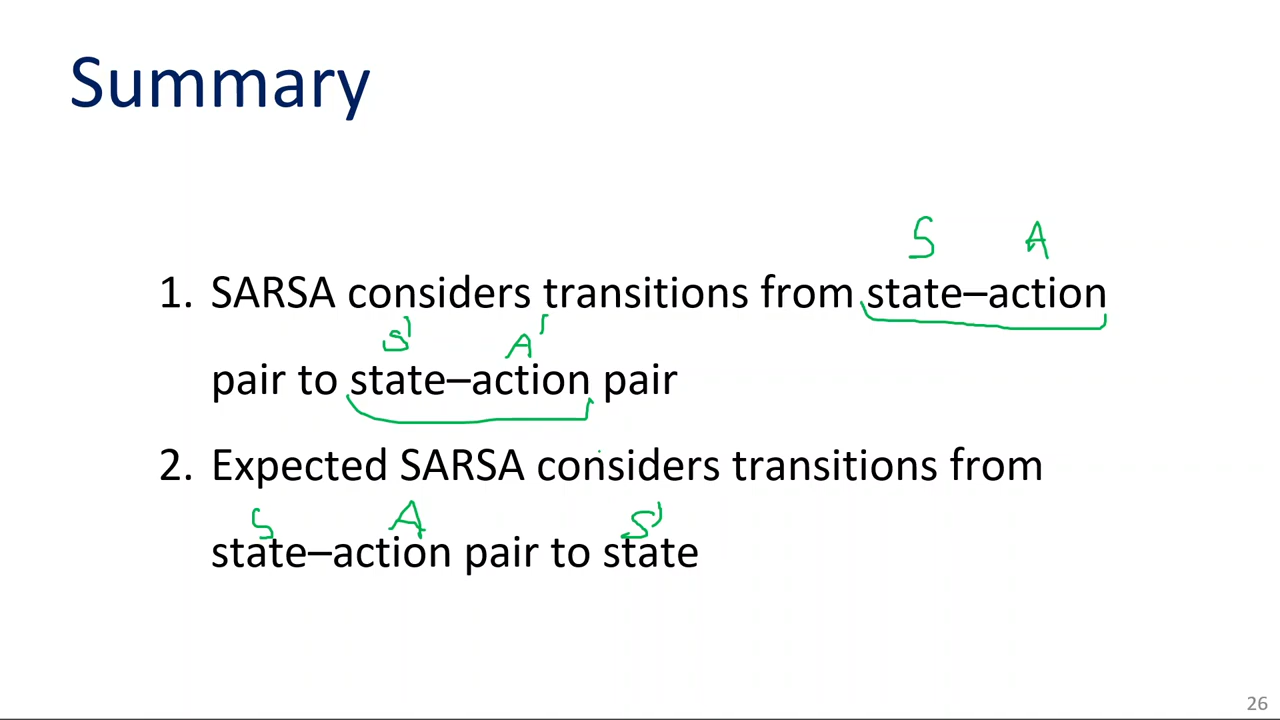 Summary
S A
1. SARSA considers transitions from state–action
S' A'
pair to state–action pair
2. Expected SARSA considers transitions from
S A S'
state–action pair to state
26